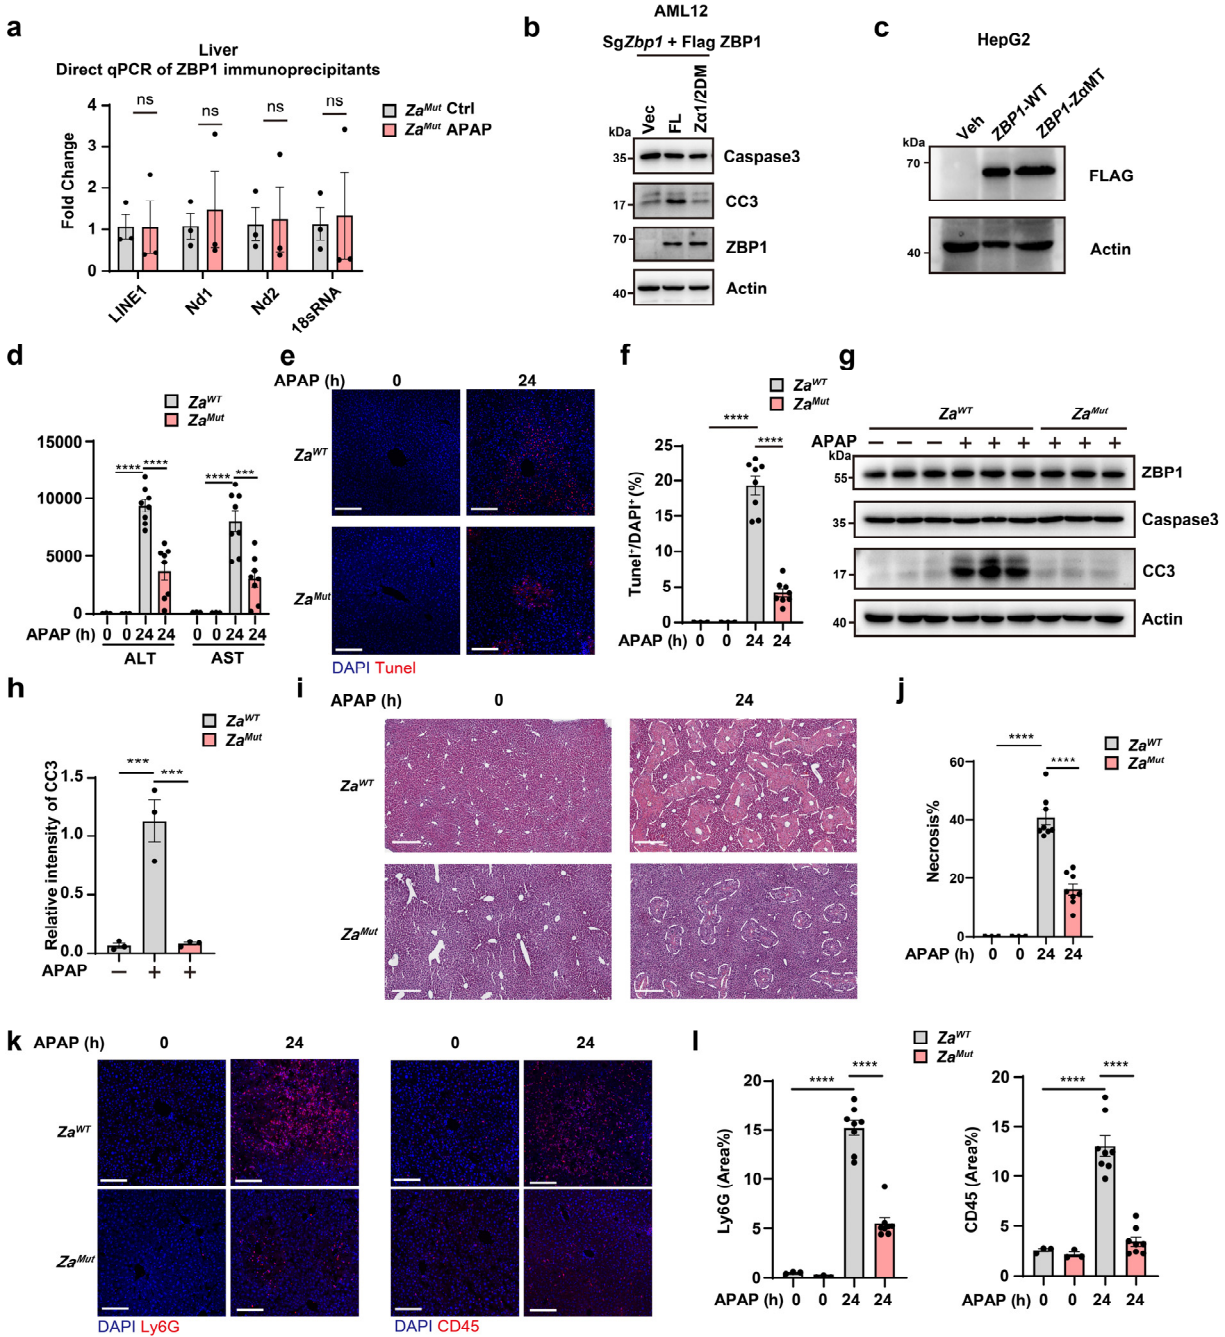 a
Liver
Direct qPCR of ZBP1 immunoprecipitants
Za^Mut Ctrl
Za^Mut APAP
ns ns ns ns
Fold Change
4
3
2
1
0
LINE1 Nd1 Nd2 18sRNA
b
AML12
SgZbp1 + Flag ZBP1
Vec FL Zα1/2DM
kDa
35 Caspase3
17 CC3
70 ZBP1
40 Actin
c
HepG2
Veh ZBP1-WT ZBP1-ZαMT
kDa
70 FLAG
40 Actin
d
Za^WT
Za^Mut
15000
10000
5000
0
**** **** **** ***
APAP (h) 0 0 24 24 0 0 24 24
ALT AST
e
APAP (h) 0 24
Za^WT
Za^Mut
DAPI Tunel
f
Za^WT
Za^Mut
**** ****
Tunel⁺/DAPI⁺ (%)
25
20
15
10
5
0
APAP (h) 0 0 24 24
g
Za^WT Za^Mut
APAP − − − + + + + + +
kDa
55 ZBP1
35 Caspase3
17 CC3
40 Actin
h
Za^WT
Za^Mut
*** ***
Relative intensity of CC3
1.5
1.0
0.5
0.0
APAP − + +
i
APAP (h) 0 24
Za^WT
Za^Mut
j
Za^WT
Za^Mut
**** ****
Necrosis%
60
40
20
0
APAP (h) 0 0 24 24
k
APAP (h) 0 24 0 24
Za^WT
Za^Mut
DAPI Ly6G DAPI CD45
l
Za^WT
Za^Mut
**** ****
Ly6G (Area%)
20
15
10
5
0
APAP (h) 0 0 24 24
**** ****
CD45 (Area%)
20
15
10
5
0
APAP (h) 0 0 24 24